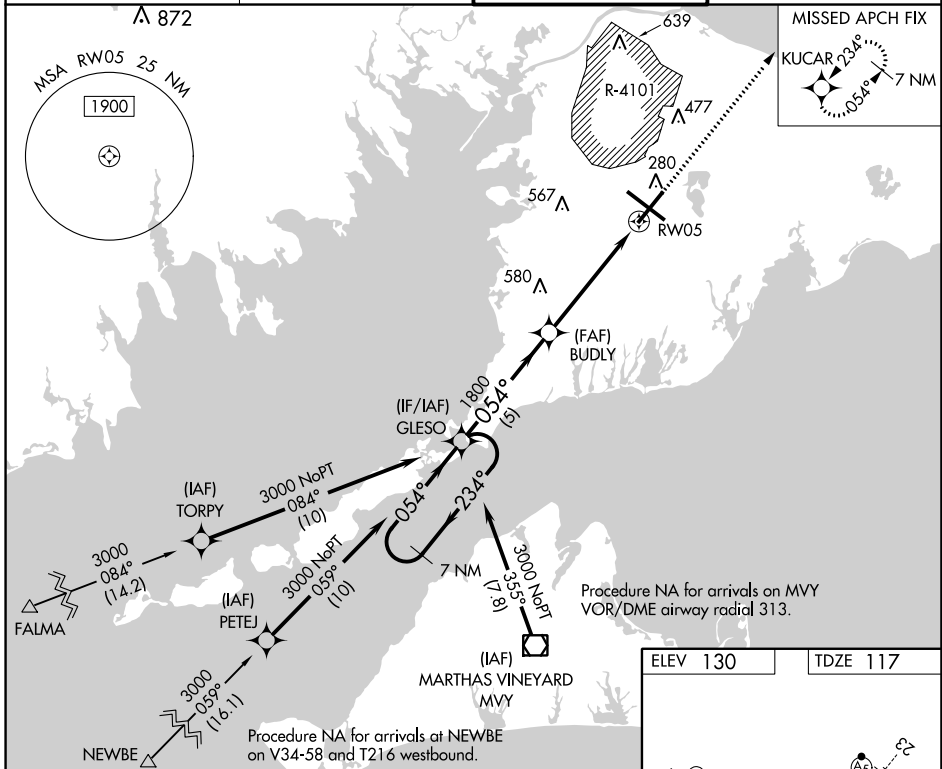 872
MSA RW05 25 NM
1900
639
R-4101
477
280
567
RW05
580
MISSED APCH FIX
KUCAR
234°
054°
7 NM
(FAF)
BUDLY
1800
054°
(5)
(IF/IAF)
GLESO
3000 NoPT
084°
(10)
(IAF)
TORPY
054°
234°
7 NM
3000
084°
(14.2)
FALMA
3000 NoPT
059°
(10)
(IAF)
PETEJ
3000 NoPT
355°
(7.8)
Procedure NA for arrivals on MVY
VOR/DME airway radial 313.
(IAF)
MARTHAS VINEYARD
MVY
3000
059°
(16.1)
NEWBE
Procedure NA for arrivals at NEWBE
on V34-58 and T216 westbound.
ELEV 130
TDZE 117
23